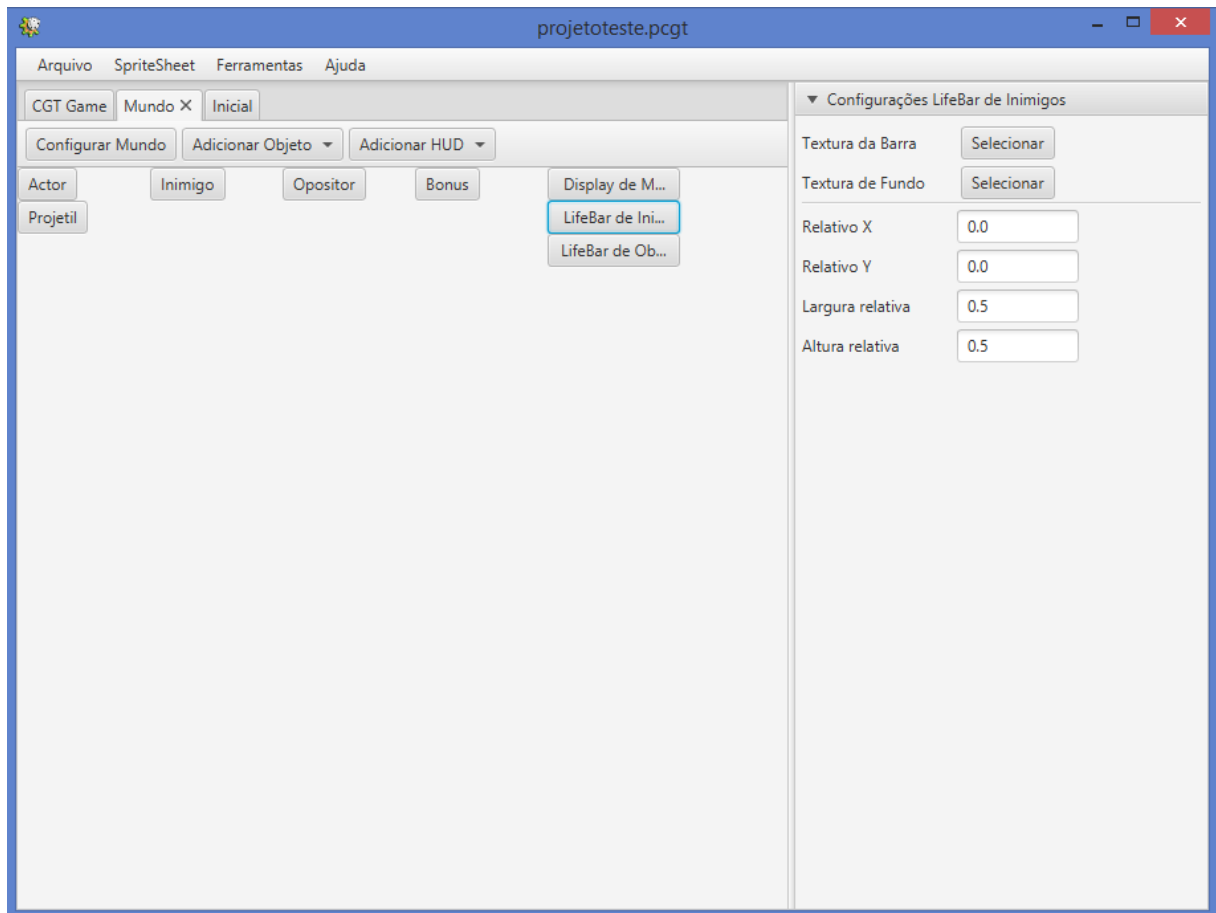 projetoteste.pcgt
Arquivo SpriteSheet Ferramentas Ajuda
CGT Game Mundo Inicial
Configurar Mundo Adicionar Objeto Adicionar HUD
Actor Inimigo Opositor Bonus Display de M...
Projetil LifeBar de Ini...
LifeBar de Ob...
Configurações LifeBar de Inimigos
Textura da Barra Selecionar
Textura de Fundo Selecionar
Relativo X 0.0
Relativo Y 0.0
Largura relativa 0.5
Altura relativa 0.5